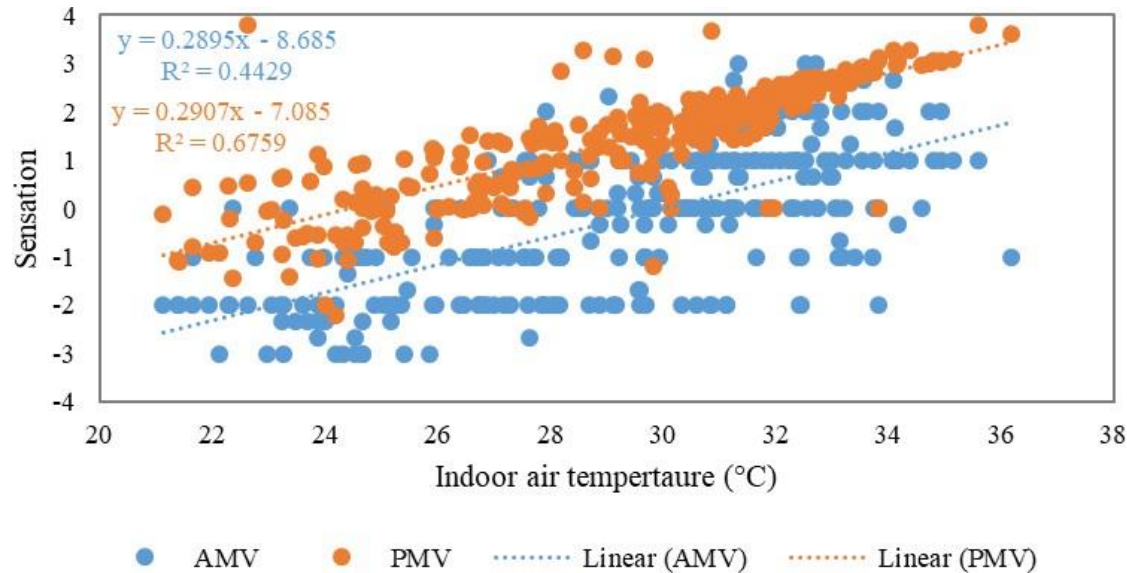 4
3
2
1
0
-1
-2
-3
-4
Sensation
y = 0.2895x - 8.685
R² = 0.4429
y = 0.2907x - 7.085
R² = 0.6759
20 22 24 26 28 30 32 34 36 38
Indoor air tempertaure (°C)
AMV PMV Linear (AMV) Linear (PMV)